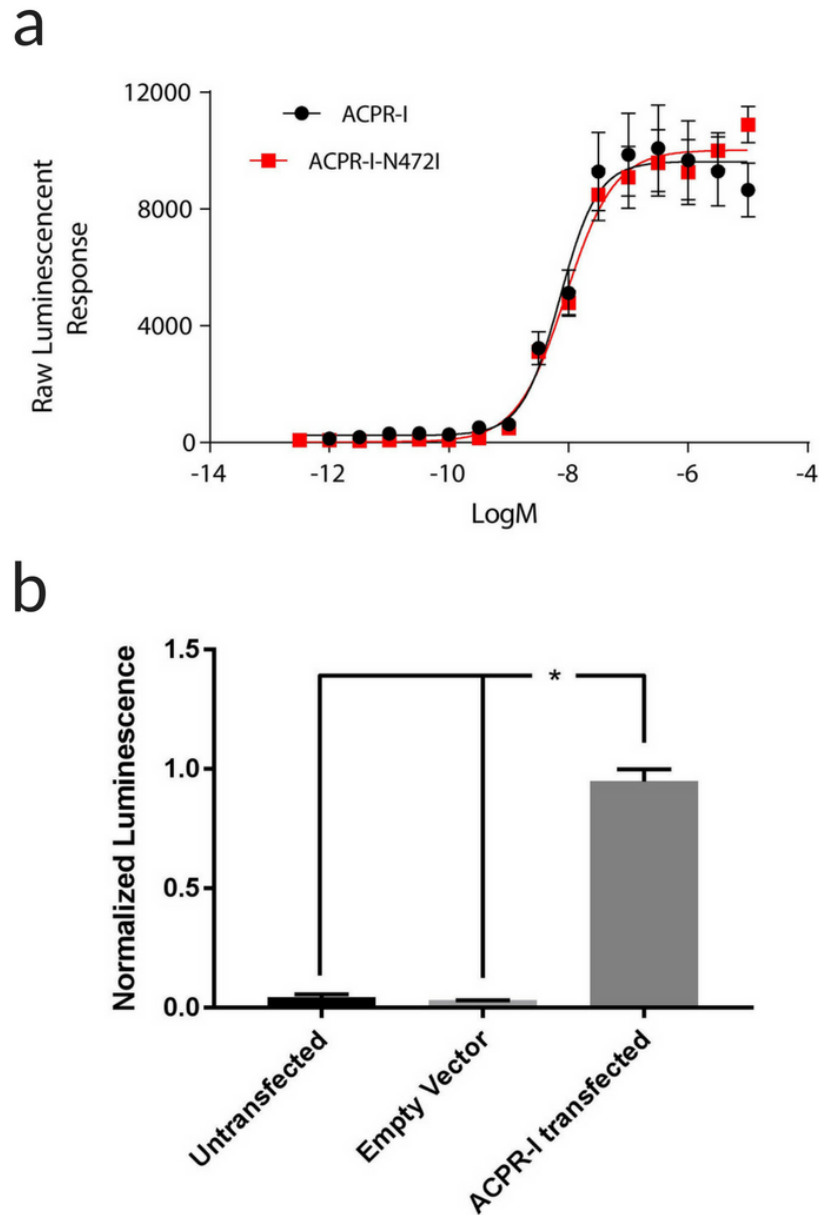 a
12000
8000
4000
0
Raw Luminescencent
Response
ACPR-I
ACPR-I-N472I
-14
-12
-10
-8
-6
-4
LogM
b
Normalized Luminescence
1.5
1.0
0.5
0.0
*
Untransfected
Empty Vector
ACPR-I transfected